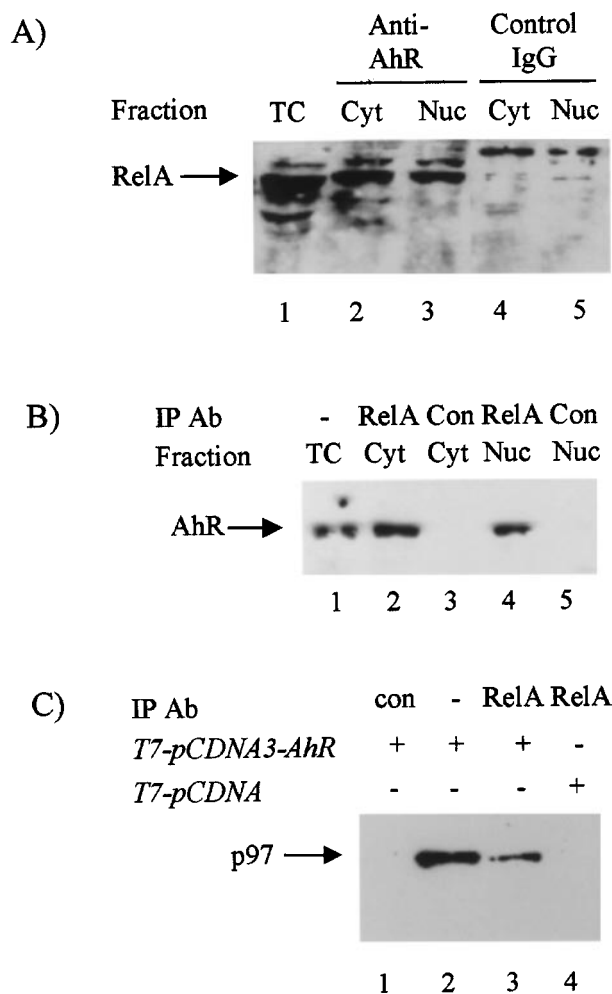 A)
Anti-AhR Control IgG
Fraction TC Cyt Nuc Cyt Nuc
RelA
1 2 3 4 5
B)
IP Ab - RelA Con RelA Con
Fraction TC Cyt Cyt Nuc Nuc
AhR
1 2 3 4 5
C)
IP Ab con - RelA RelA
T7-pCDNA3-AhR + + + -
T7-pCDNA - - - +
p97
1 2 3 4